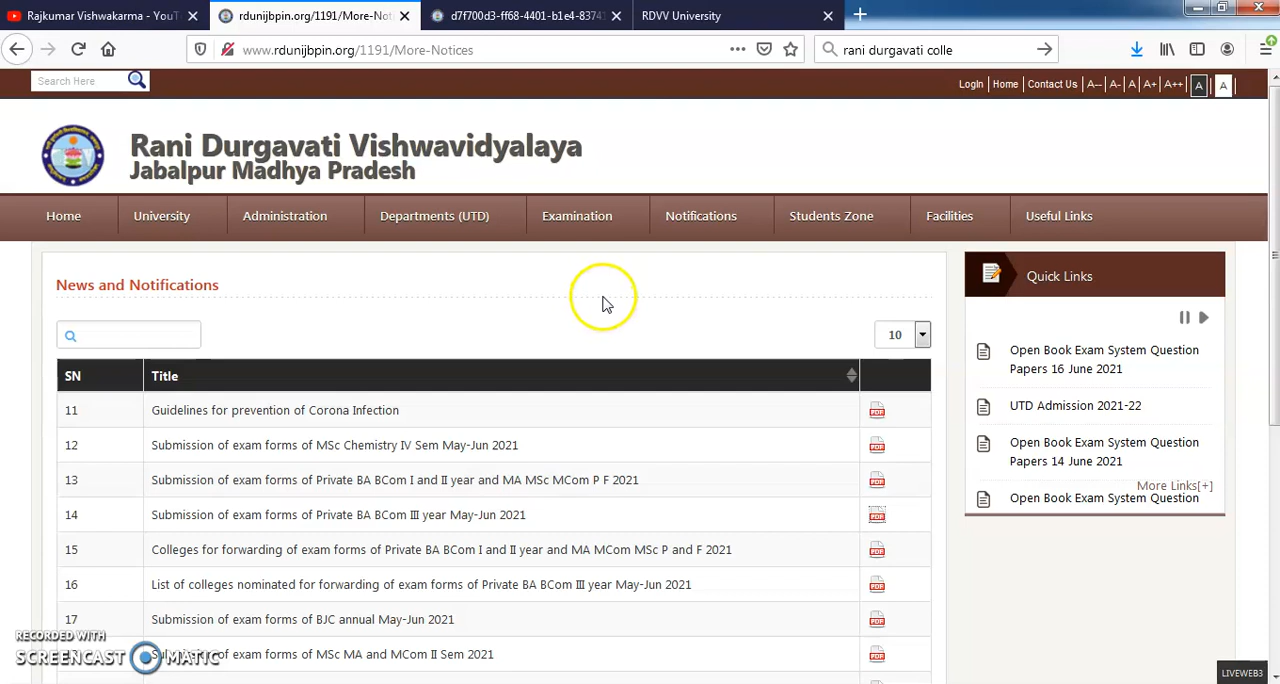 Rajkumar Vishwakarma - YouT
rdunijbpin.org/1191/More-Noti
d7f700d3-ff68-4401-b1e4-83741
RDVV University
www.rdunijbpin.org/1191/More-Notices
rani durgavati colle
Search Here
Login Home Contact Us A-- A- A A+ A++ A A
Rani Durgavati Vishwavidyalaya
Jabalpur Madhya Pradesh
Home University Administration Departments (UTD) Examination Notifications Students Zone Facilities Useful Links
News and Notifications
10
SN Title
11 Guidelines for prevention of Corona Infection
12 Submission of exam forms of MSc Chemistry IV Sem May-Jun 2021
13 Submission of exam forms of Private BA BCom I and II year and MA MSc MCom P F 2021
14 Submission of exam forms of Private BA BCom III year May-Jun 2021
15 Colleges for forwarding of exam forms of Private BA BCom I and II year and MA MCom MSc P and F 2021
16 List of colleges nominated for forwarding of exam forms of Private BA BCom III year May-Jun 2021
17 Submission of exam forms of BJC annual May-Jun 2021
of exam forms of MSc MA and MCom II Sem 2021
Quick Links
Open Book Exam System Question
Papers 16 June 2021
UTD Admission 2021-22
Open Book Exam System Question
Papers 14 June 2021
More Links[+]
Open Book Exam System Question
RECORDED WITH
SCREENCAST MATIC
LIVEWEB3